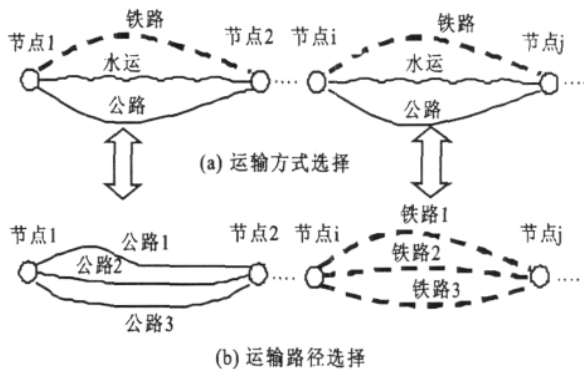 铁路
节点1
节点2
节点i
铁路
节点j
水运
水运
公路
公路
(a) 运输方式选择
节点1
公路1
节点2
节点i
铁路1
节点j
公路2
铁路2
公路3
铁路3
(b) 运输路径选择